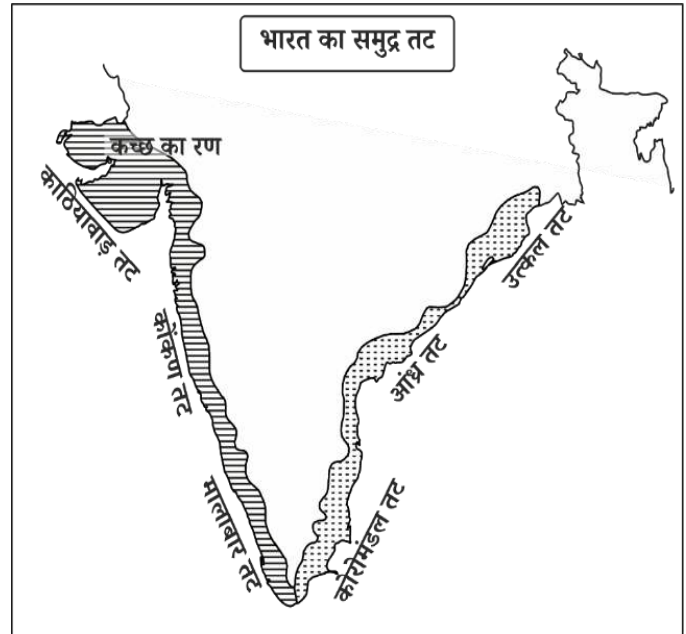 भारत का समुद्र तट
कच्छ का रण
काठियावाड़ तट
उत्कल तट
कोंकण तट
आंध्र तट
मालाबार तट
कोरोमंडल तट